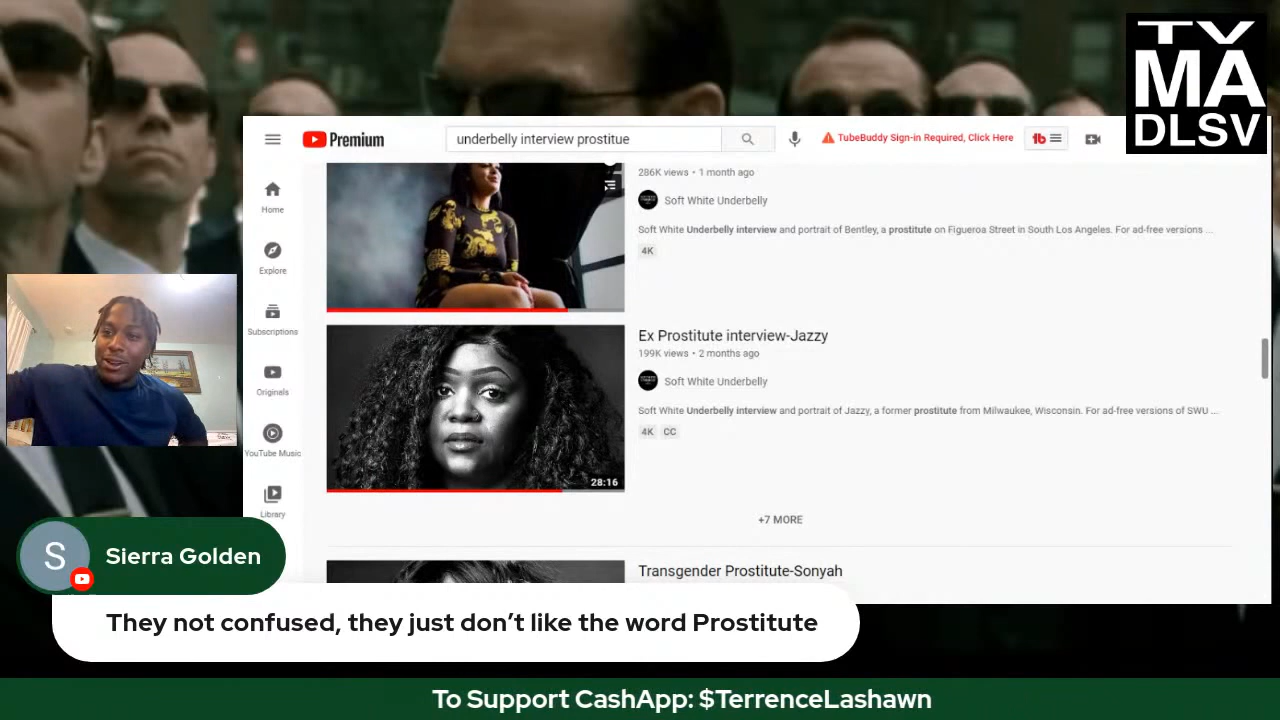 TV
MA
DLSV
Premium
underbelly interview prostitue
TubeBuddy Sign-in Required, Click Here
tb
Home
Explore
Subscriptions
Originals
YouTube Music
Library
286K views • 1 month ago
Soft White Underbelly
Soft White Underbelly interview and portrait of Bentley, a prostitute on Figueroa Street in South Los Angeles. For ad-free versions ...
4K
Ex Prostitute interview-Jazzy
199K views • 2 months ago
Soft White Underbelly
Soft White Underbelly interview and portrait of Jazzy, a former prostitute from Milwaukee, Wisconsin. For ad-free versions of SWU ...
4K CC
28:16
+7 MORE
Transgender Prostitute-Sonyah
S
Sierra Golden
They not confused, they just don’t like the word Prostitute
To Support CashApp: $TerrenceLashawn